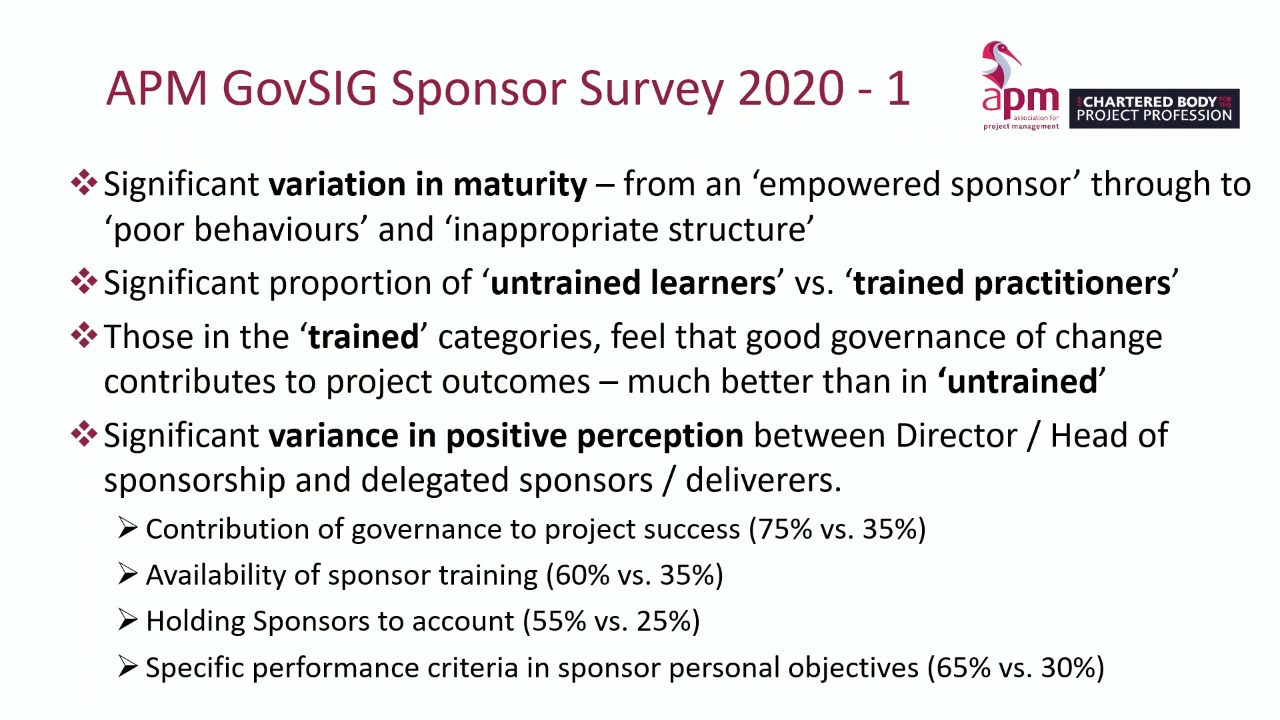 APM GovSIG Sponsor Survey 2020 - 1
apm
association for
project management
THE CHARTERED BODY FOR THE
PROJECT PROFESSION
❖Significant variation in maturity – from an ‘empowered sponsor’ through to
‘poor behaviours’ and ‘inappropriate structure’
❖Significant proportion of ‘untrained learners’ vs. ‘trained practitioners’
❖Those in the ‘trained’ categories, feel that good governance of change
contributes to project outcomes – much better than in ‘untrained’
❖Significant variance in positive perception between Director / Head of
sponsorship and delegated sponsors / deliverers.
➢Contribution of governance to project success (75% vs. 35%)
➢Availability of sponsor training (60% vs. 35%)
➢Holding Sponsors to account (55% vs. 25%)
➢Specific performance criteria in sponsor personal objectives (65% vs. 30%)